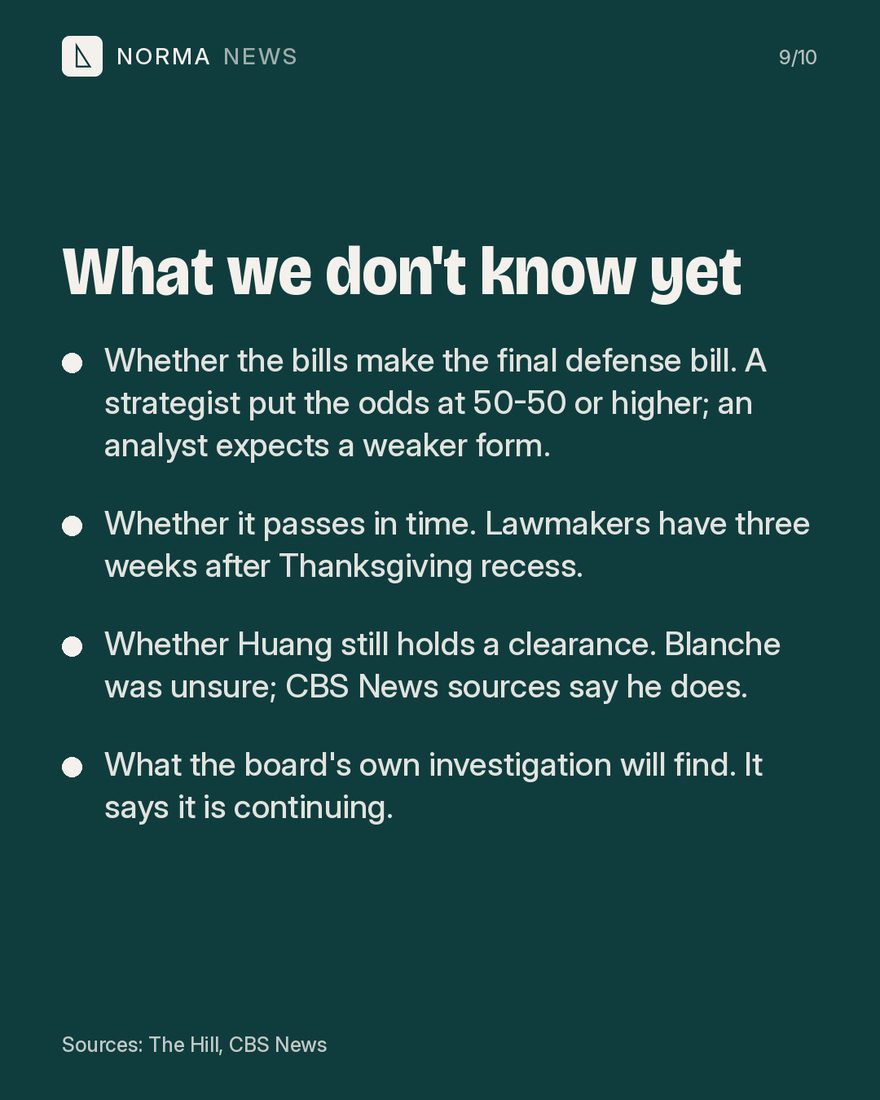 NORMA NEWS
9/10
What we don't know yet
Whether the bills make the final defense bill. A
strategist put the odds at 50-50 or higher; an
analyst expects a weaker form.
Whether it passes in time. Lawmakers have three
weeks after Thanksgiving recess.
Whether Huang still holds a clearance. Blanche
was unsure; CBS News sources say he does.
What the board's own investigation will find. It
says it is continuing.
Sources: The Hill, CBS News